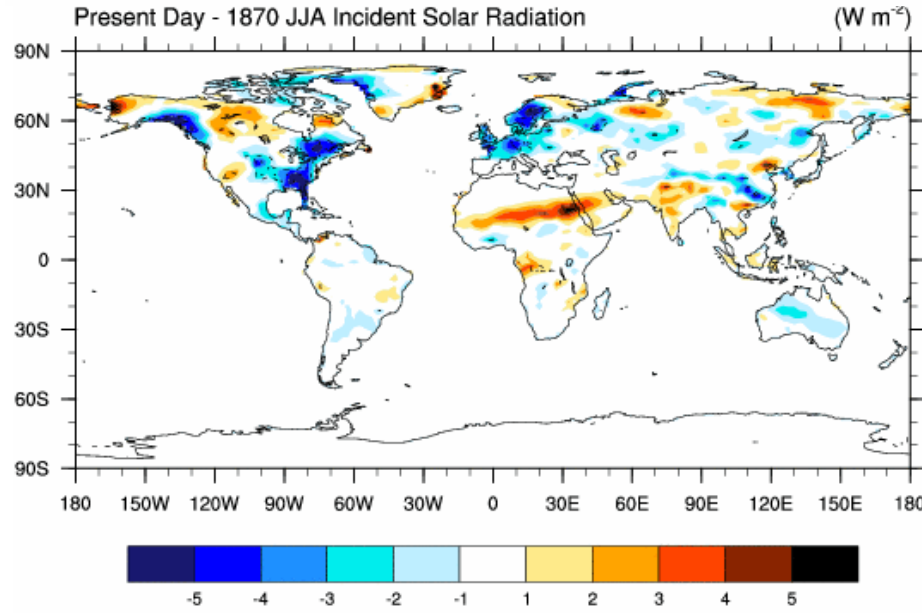 Present Day - 1870 JJA Incident Solar Radiation (W m⁻²)
90N
60N
30N
0
30S
60S
90S
180 150W 120W 90W 60W 30W 0 30E 60E 90E 120E 150E 180
-5 -4 -3 -2 -1 1 2 3 4 5